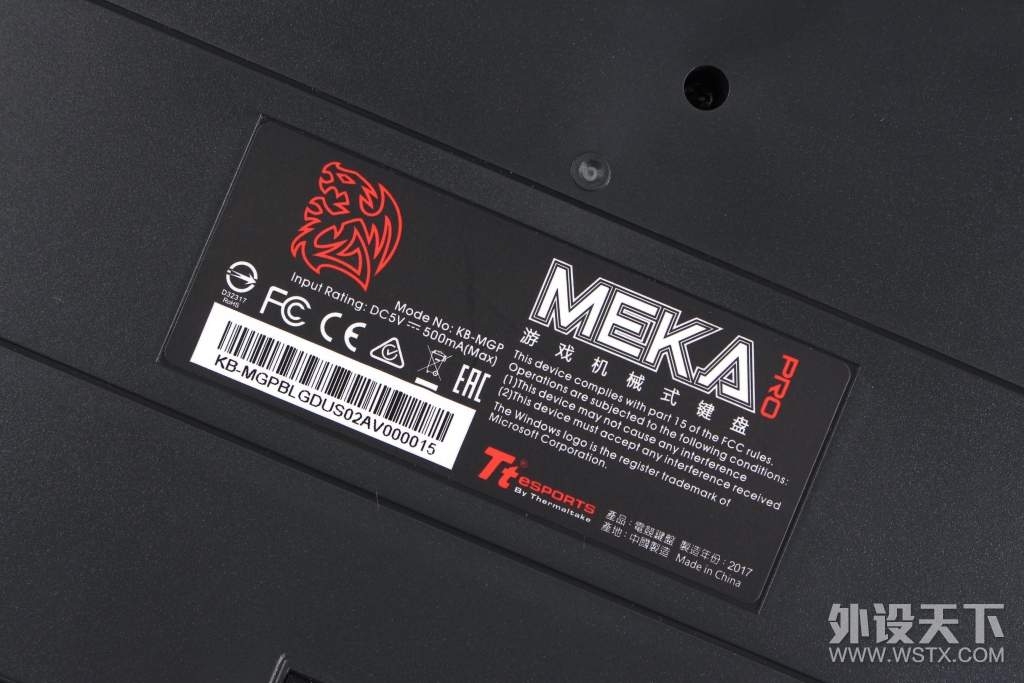 Mode No: KB-MGP
Input Rating: DC5V 500mA(Max)
D32317
RoHS
FC CE EAC
KB-MGPBLGDUS02AV000015
MEKA PRO
游戏机械式键盘
This device complies with part 15 of the FCC rules.
Operations are subjected to the following conditions:
(1)This device may not cause any interference
(2)This device must accept any interference received
The Windows logo is the register trademark of
Microsoft Corporation.
Tt® eSPORTS
By Thermaltake
產品：電競鍵盤 製造年份：2017
產地：中國製造 Made in China
外设天下
WWW.WSTX.COM